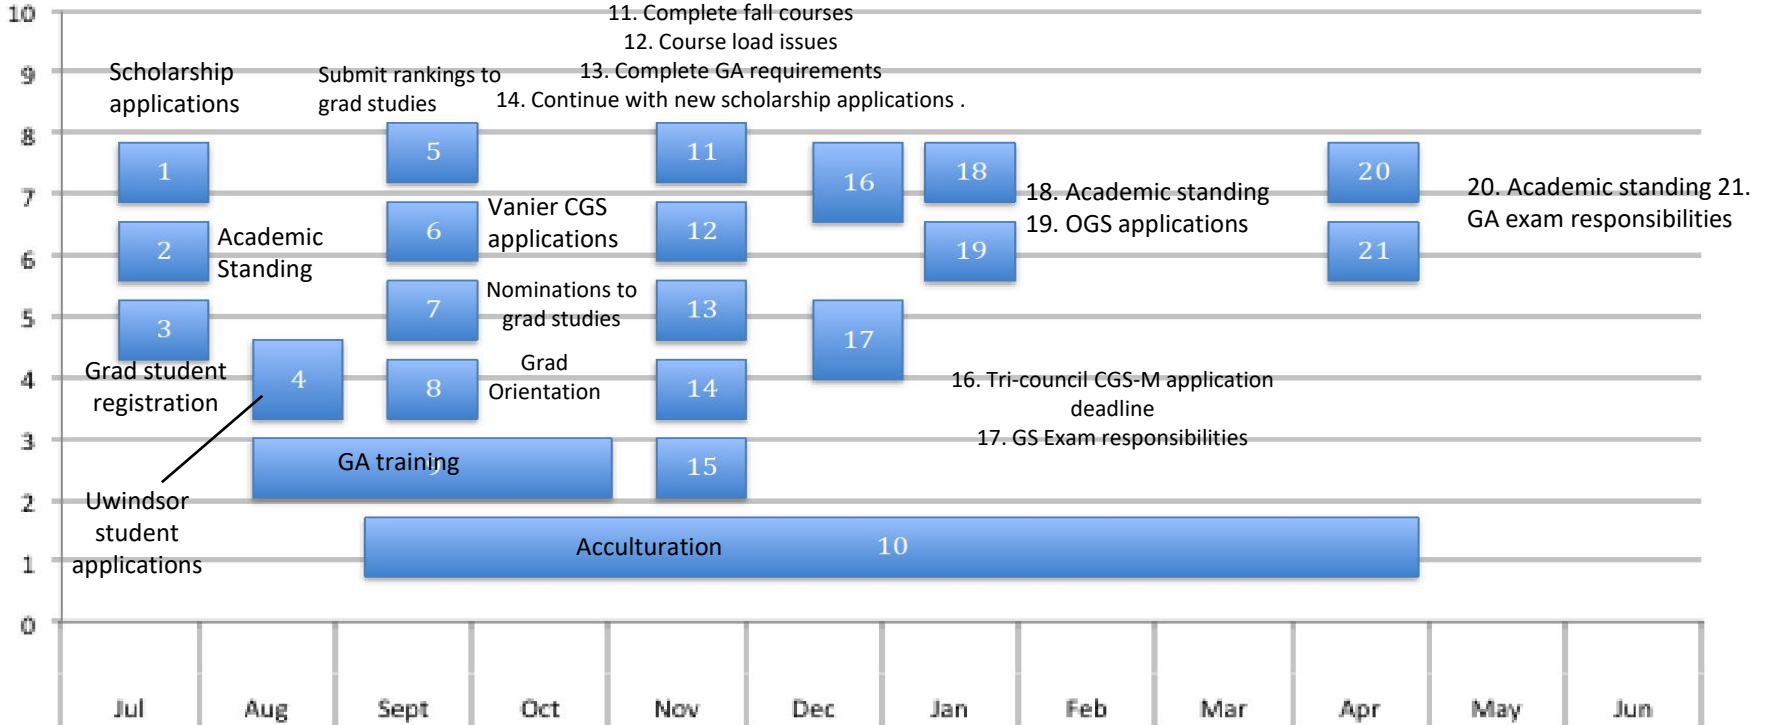 10
11. Complete fall courses
12. Course load issues
9
Scholarship
applications
Submit rankings to
grad studies
13. Complete GA requirements
14. Continue with new scholarship applications .
8
1
5
11
16
18
20
7
18. Academic standing
19. OGS applications
20. Academic standing 21.
GA exam responsibilities
2
Academic
Standing
6
Vanier CGS
applications
12
19
21
6
3
7
Nominations to
grad studies
13
17
5
Grad student
registration
4
8
Grad
Orientation
14
4
16. Tri-council CGS-M application
deadline
17. GS Exam responsibilities
3
GA training
9
15
2
Uwindsor
student
applications
Acculturation
10
1
0
Jul
Aug
Sept
Oct
Nov
Dec
Jan
Feb
Mar
Apr
May
Jun